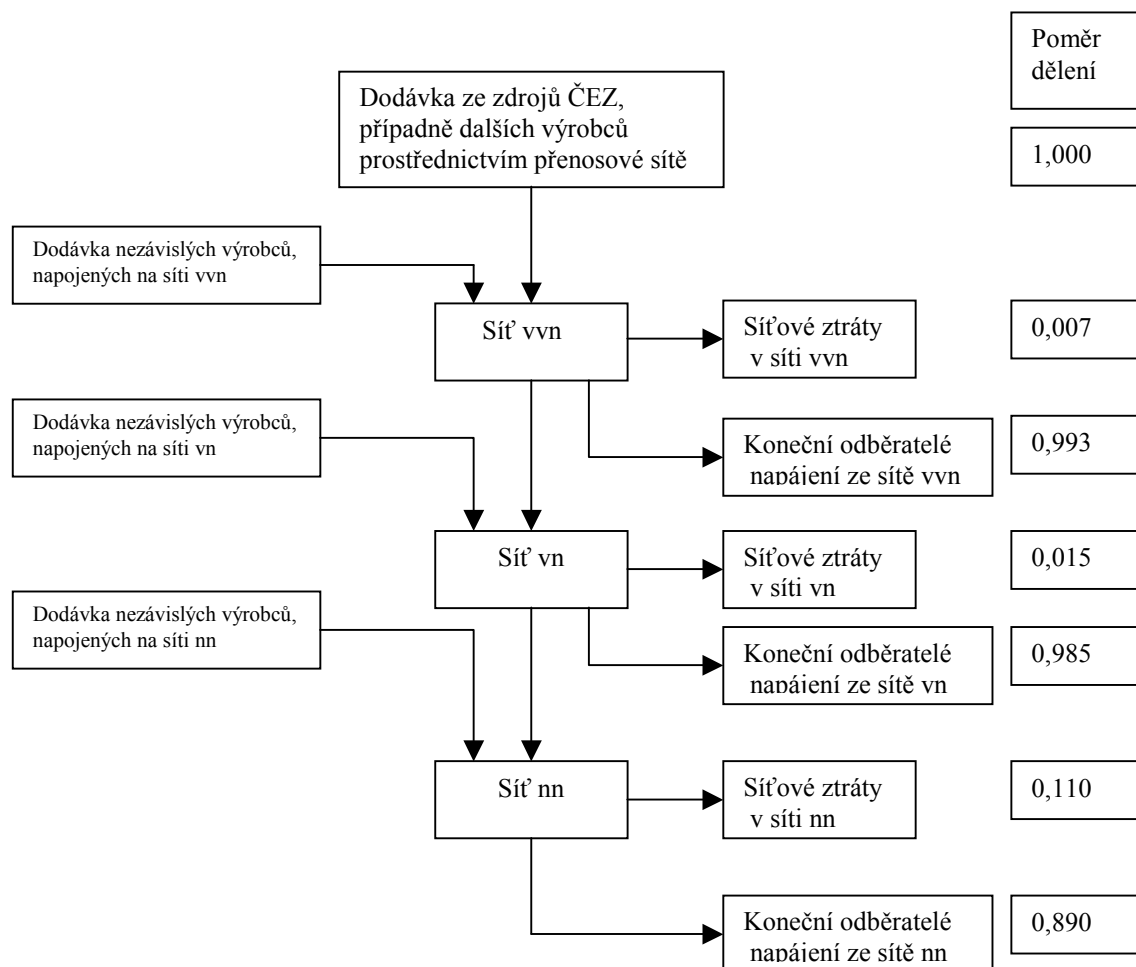 Poměr
dělení
Dodávka ze zdrojů ČEZ,
případně dalších výrobců
prostřednictvím přenosové sítě
1,000
Dodávka nezávislých výrobců,
napojených na síti vvn
Síť vvn
Síťové ztráty
v síti vvn
0,007
Dodávka nezávislých výrobců,
napojených na síti vn
Koneční odběratelé
napájení ze sítě vvn
0,993
Síť vn
Síťové ztráty
v síti vn
0,015
Dodávka nezávislých výrobců,
napojených na síti nn
Koneční odběratelé
napájení ze sítě vn
0,985
Síť nn
Síťové ztráty
v síti nn
0,110
Koneční odběratelé
napájení ze sítě nn
0,890